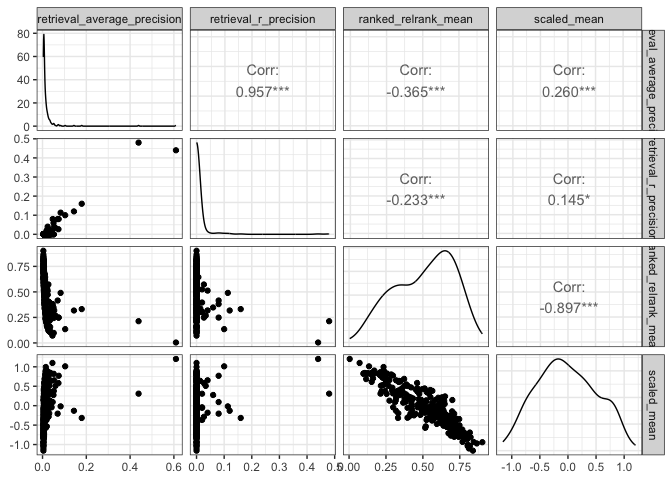 retrieval_average_precision
retrieval_r_precision
ranked_relrank_mean
scaled_mean
80
60
40
20
0
Corr:
0.957***
Corr:
-0.365***
Corr:
0.260***
0.5
0.4
0.3
0.2
0.1
0.0
Corr:
-0.233***
Corr:
0.145*
0.75
0.50
0.25
0.00
Corr:
-0.897***
1.0
0.5
0.0
-0.5
-1.0
scaled_mean
0.0 0.2 0.4 0.6
0.0 0.1 0.2 0.3 0.4 0.50.00 0.25 0.50 0.75
-1.0 -0.5 0.0 0.5 1.0